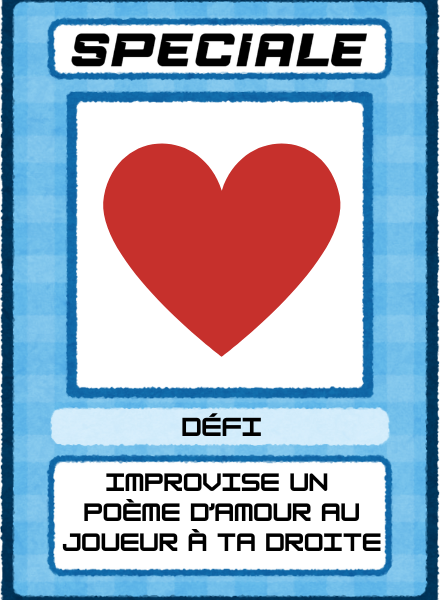 SPECIALE
DÉFI
IMPROVISE UN
POÈME D'AMOUR AU
JOUEUR À TA DROITE